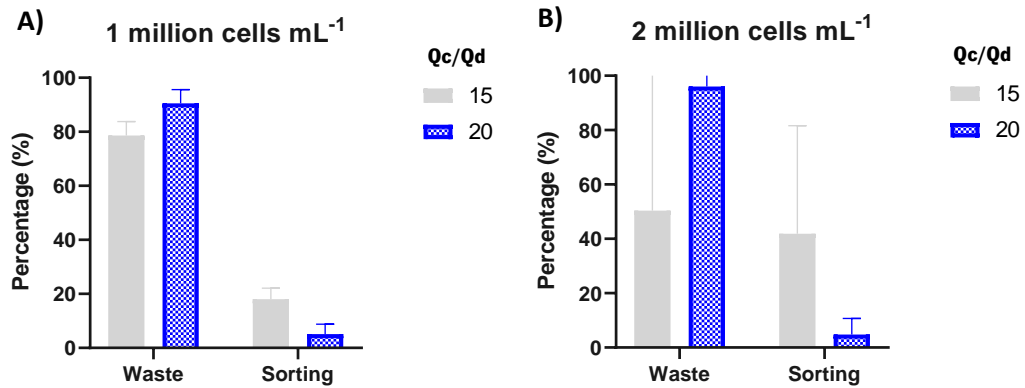 A)
1 million cells mL-1
Qc/Qd
15
20
Percentage (%)
100
80
60
40
20
0
Waste
Sorting
B)
2 million cells mL-1
Qc/Qd
15
20
Percentage (%)
100
80
60
40
20
0
Waste
Sorting